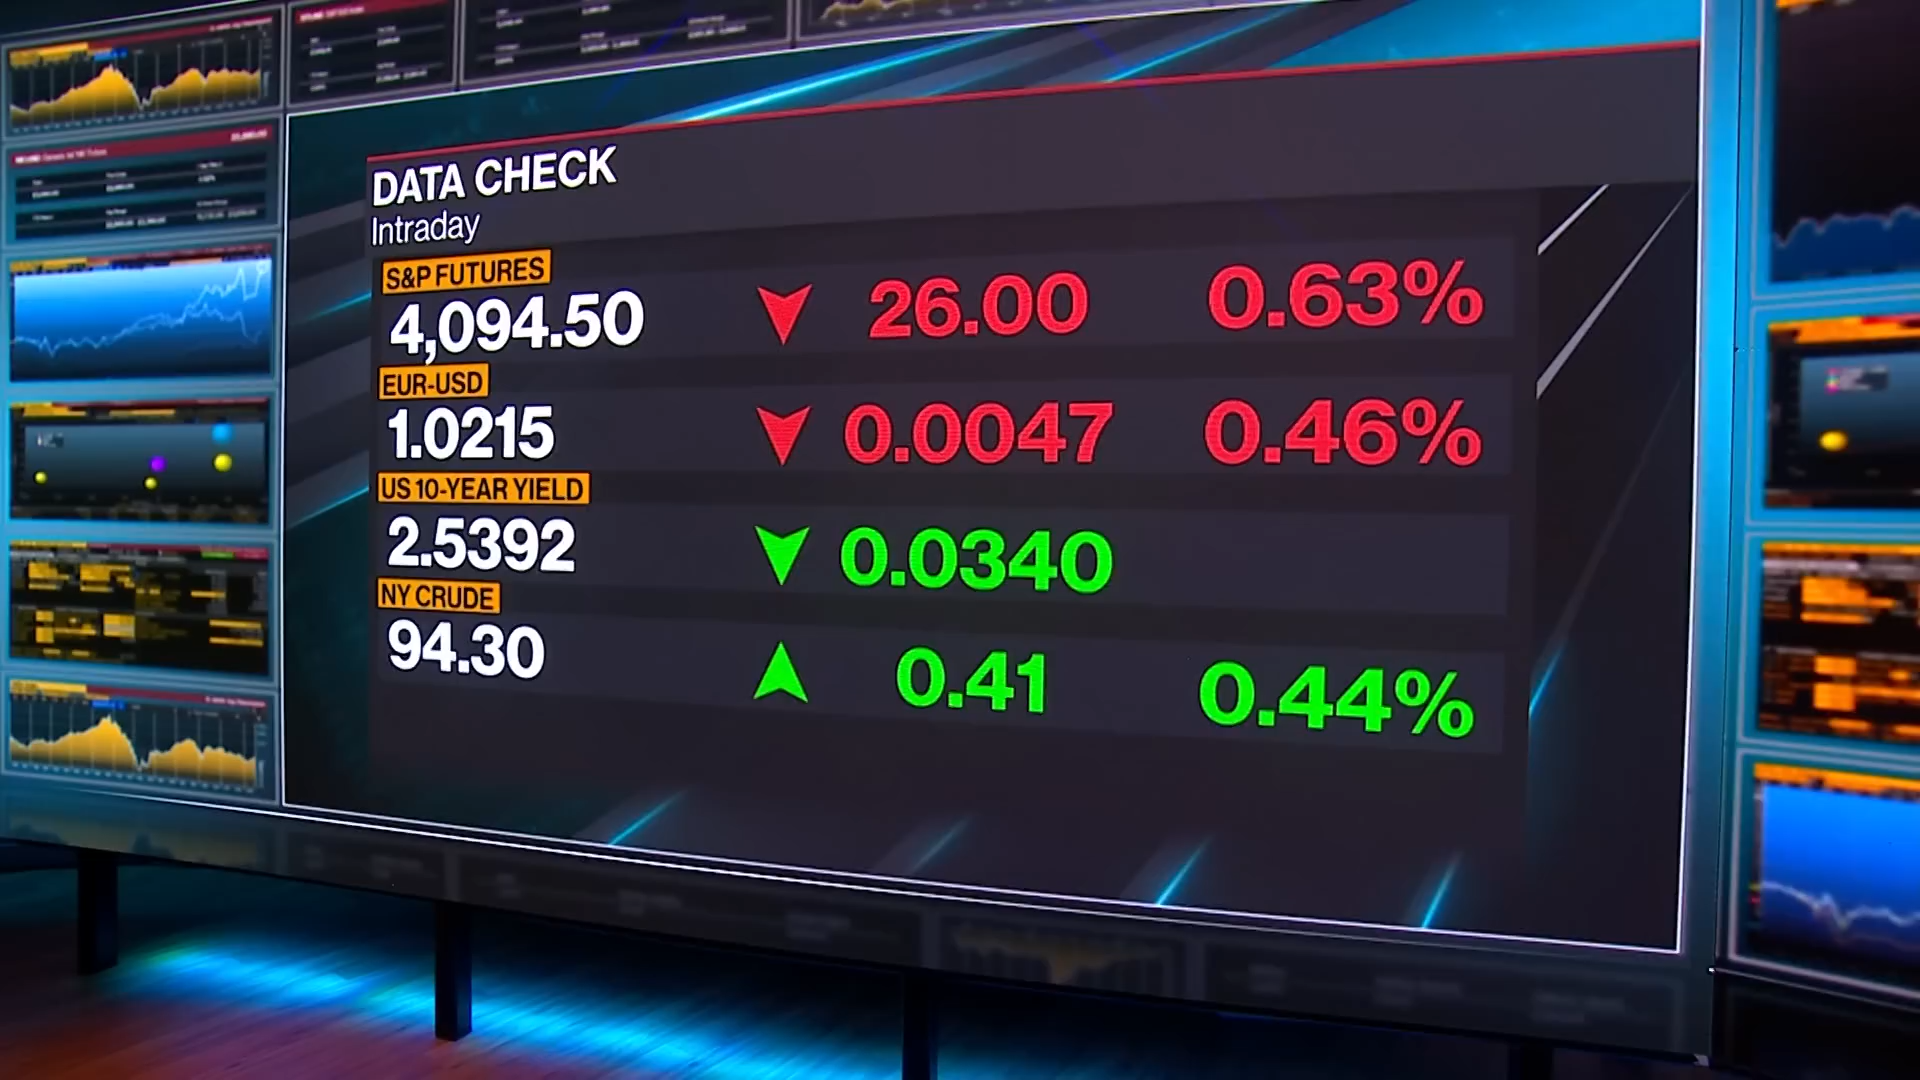 DATA CHECK
Intraday
S&P FUTURES
4,094.50 26.00 0.63%
EUR-USD
1.0215 0.0047 0.46%
US 10-YEAR YIELD
2.5392 0.0340
NY CRUDE
94.30 0.41 0.44%